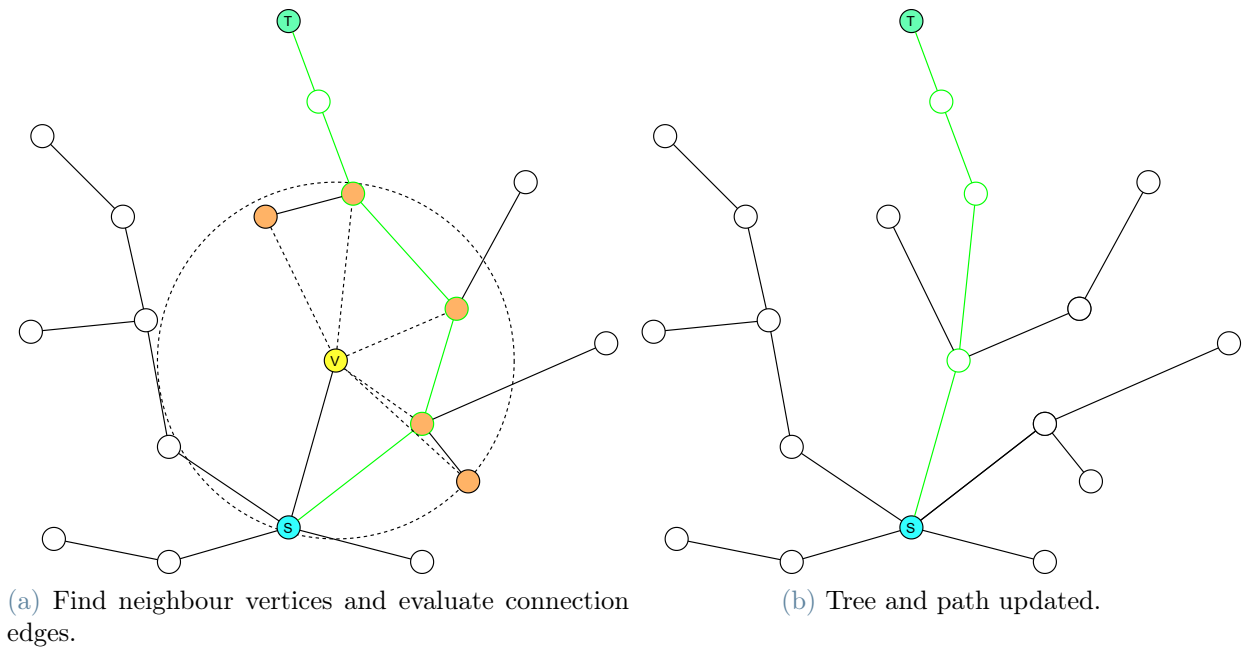 T
T
V
S
S
(a) Find neighbour vertices and evaluate connection
edges.
(b) Tree and path updated.